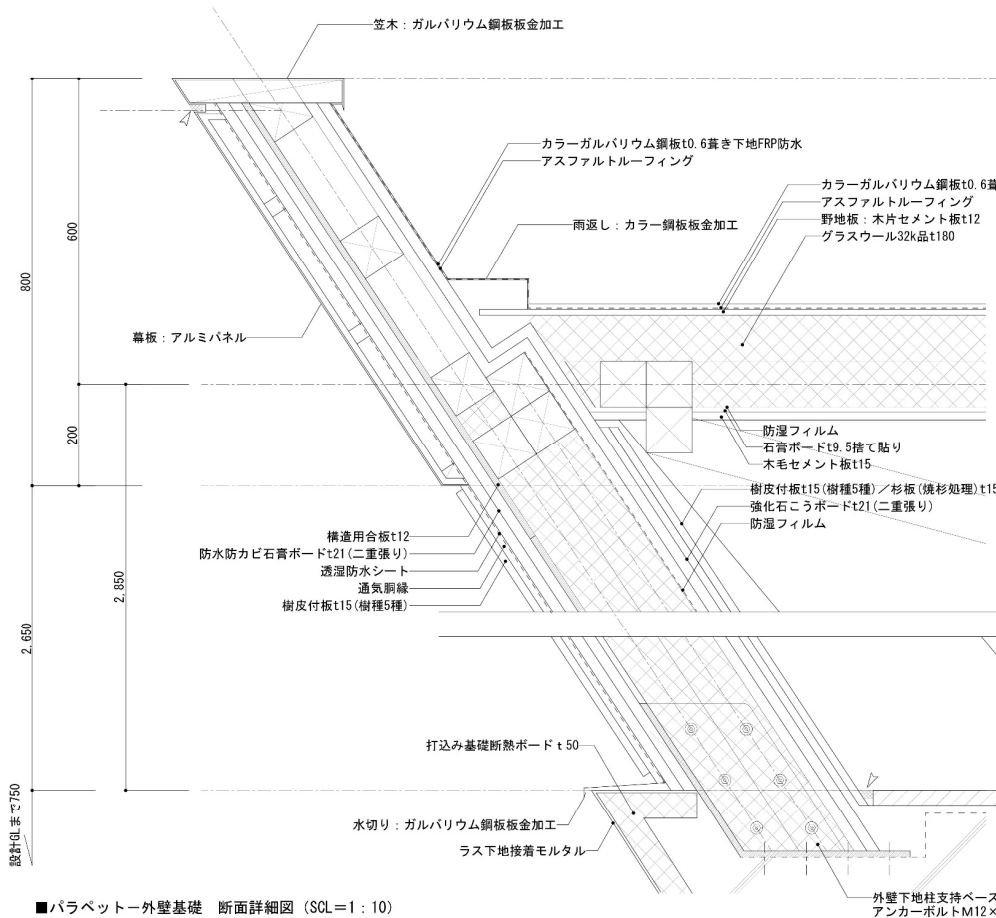 笠木：ガルバリウム鋼板板金加工
カラーガルバリウム鋼板t0.6葺き下地FRP防水
アスファルトルーフィング
カラーガルバリウム鋼板t0.6葺
アスファルトルーフィング
野地板：木片セメント板t12
グラスウール32k品t180
雨返し：カラー鋼板板金加工
600
800
幕板：アルミパネル
200
防湿フィルム
石膏ボードt9.5捨て貼り
木毛セメント板t15
樹皮付板t15(樹種5種)／杉板(焼杉処理)t15
強化石こうボードt21(二重張り)
防湿フィルム
構造用合板t12
防水防カビ石膏ボードt21(二重張り)
透湿防水シート
通気胴縁
樹皮付板t15(樹種5種)
2,850
2,650
打込み基礎断熱ボードｔ50
水切り：ガルバリウム鋼板板金加工
ラス下地接着モルタル
設計GLまで750
外壁下地柱支持ベース
アンカーボルトM12×
■パラペットー外壁基礎　断面詳細図（SCL＝1：10）